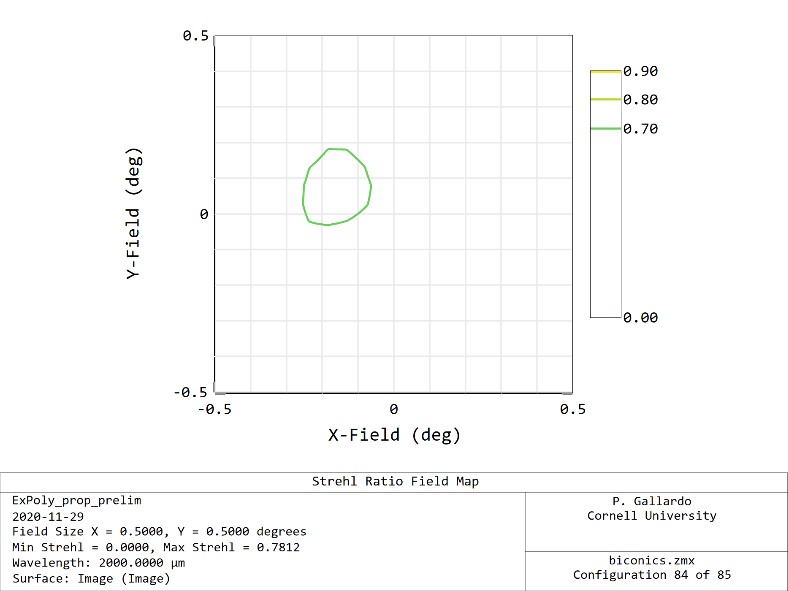 0.5
0
-0.5
Y-Field (deg)
-0.5
0
0.5
X-Field (deg)
0.90
0.80
0.70
0.00
Strehl Ratio Field Map
ExPoly_prop_prelim
2020-11-29
Field Size X = 0.5000, Y = 0.5000 degrees
Min Strehl = 0.0000, Max Strehl = 0.7812
Wavelength: 2000.0000 μm
Surface: Image (Image)
P. Gallardo
Cornell University
biconics.zmx
Configuration 84 of 85